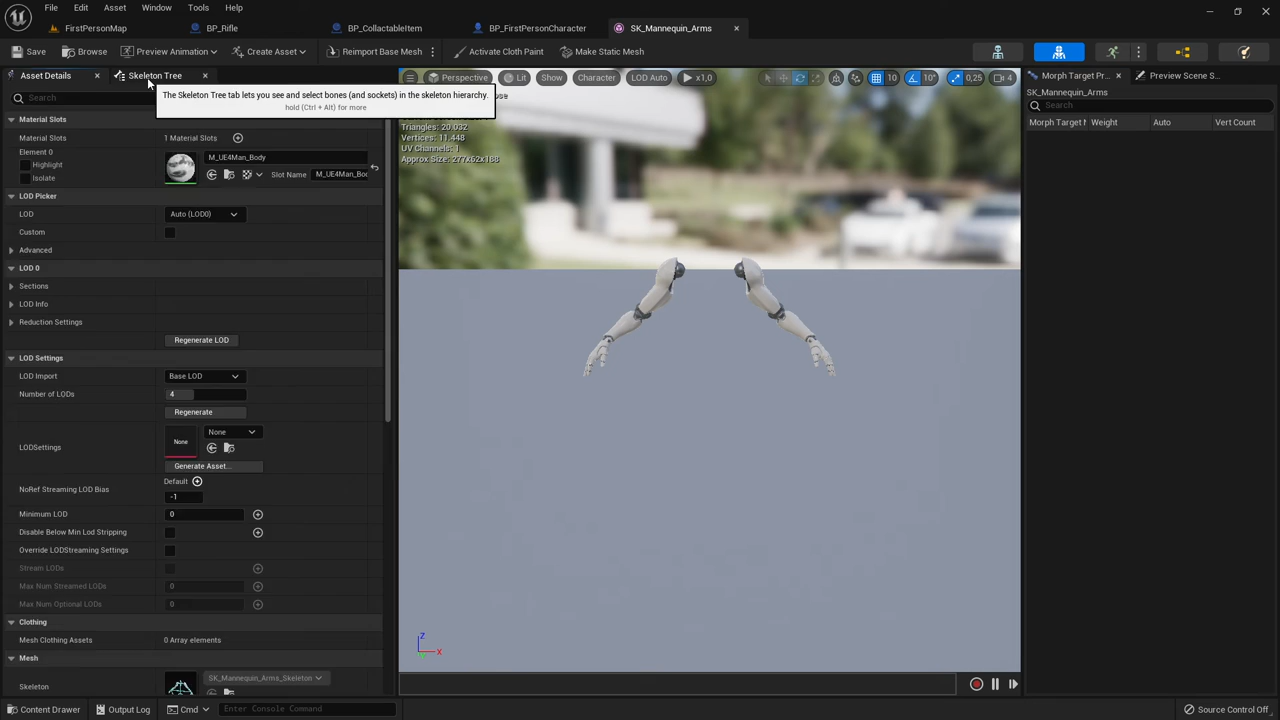 File Edit Asset Window Tools Help
FirstPersonMap BP_Rifle BP_CollactableItem BP_FirstPersonCharacter SK_Mannequin_Arms
Save Browse Preview Animation Create Asset Reimport Base Mesh Activate Cloth Paint Make Static Mesh
Asset Details Skeleton Tree
Perspective Lit Show Character LOD Auto x1,0 10 10° 0,25 4
Morph Target Pr... Preview Scene S...
Search
The Skeleton Tree tab lets you see and select bones (and sockets) in the skeleton hierarchy.
hold (Ctrl + Alt) for more
ose
SK_Mannequin_Arms
Search
Morph Target N Weight Auto Vert Count
Material Slots
Triangles: 20.032
Vertices: 11.448
UV Channels: 1
Approx Size: 277x62x188
Material Slots 1 Material Slots
Element 0
Highlight
Isolate
M_UE4Man_Body
Slot Name M_UE4Man_Bo
LOD Picker
LOD Auto (LOD0)
Custom
Advanced
LOD 0
Sections
LOD Info
Reduction Settings
Regenerate LOD
LOD Settings
LOD Import Base LOD
Number of LODs 4
Regenerate
LODSettings None None
Generate Asset...
NoRef Streaming LOD Bias Default
-1
Minimum LOD 0
Disable Below Min Lod Stripping
Override LODStreaming Settings
Stream LODs
Max Num Streamed LODs 0
Max Num Optional LODs 0
Clothing
Mesh Clothing Assets 0 Array elements
Mesh
Skeleton SK_Mannequin_Arms_Skeleton
Z
X
Content Drawer Output Log Cmd Enter Console Command Source Control Off